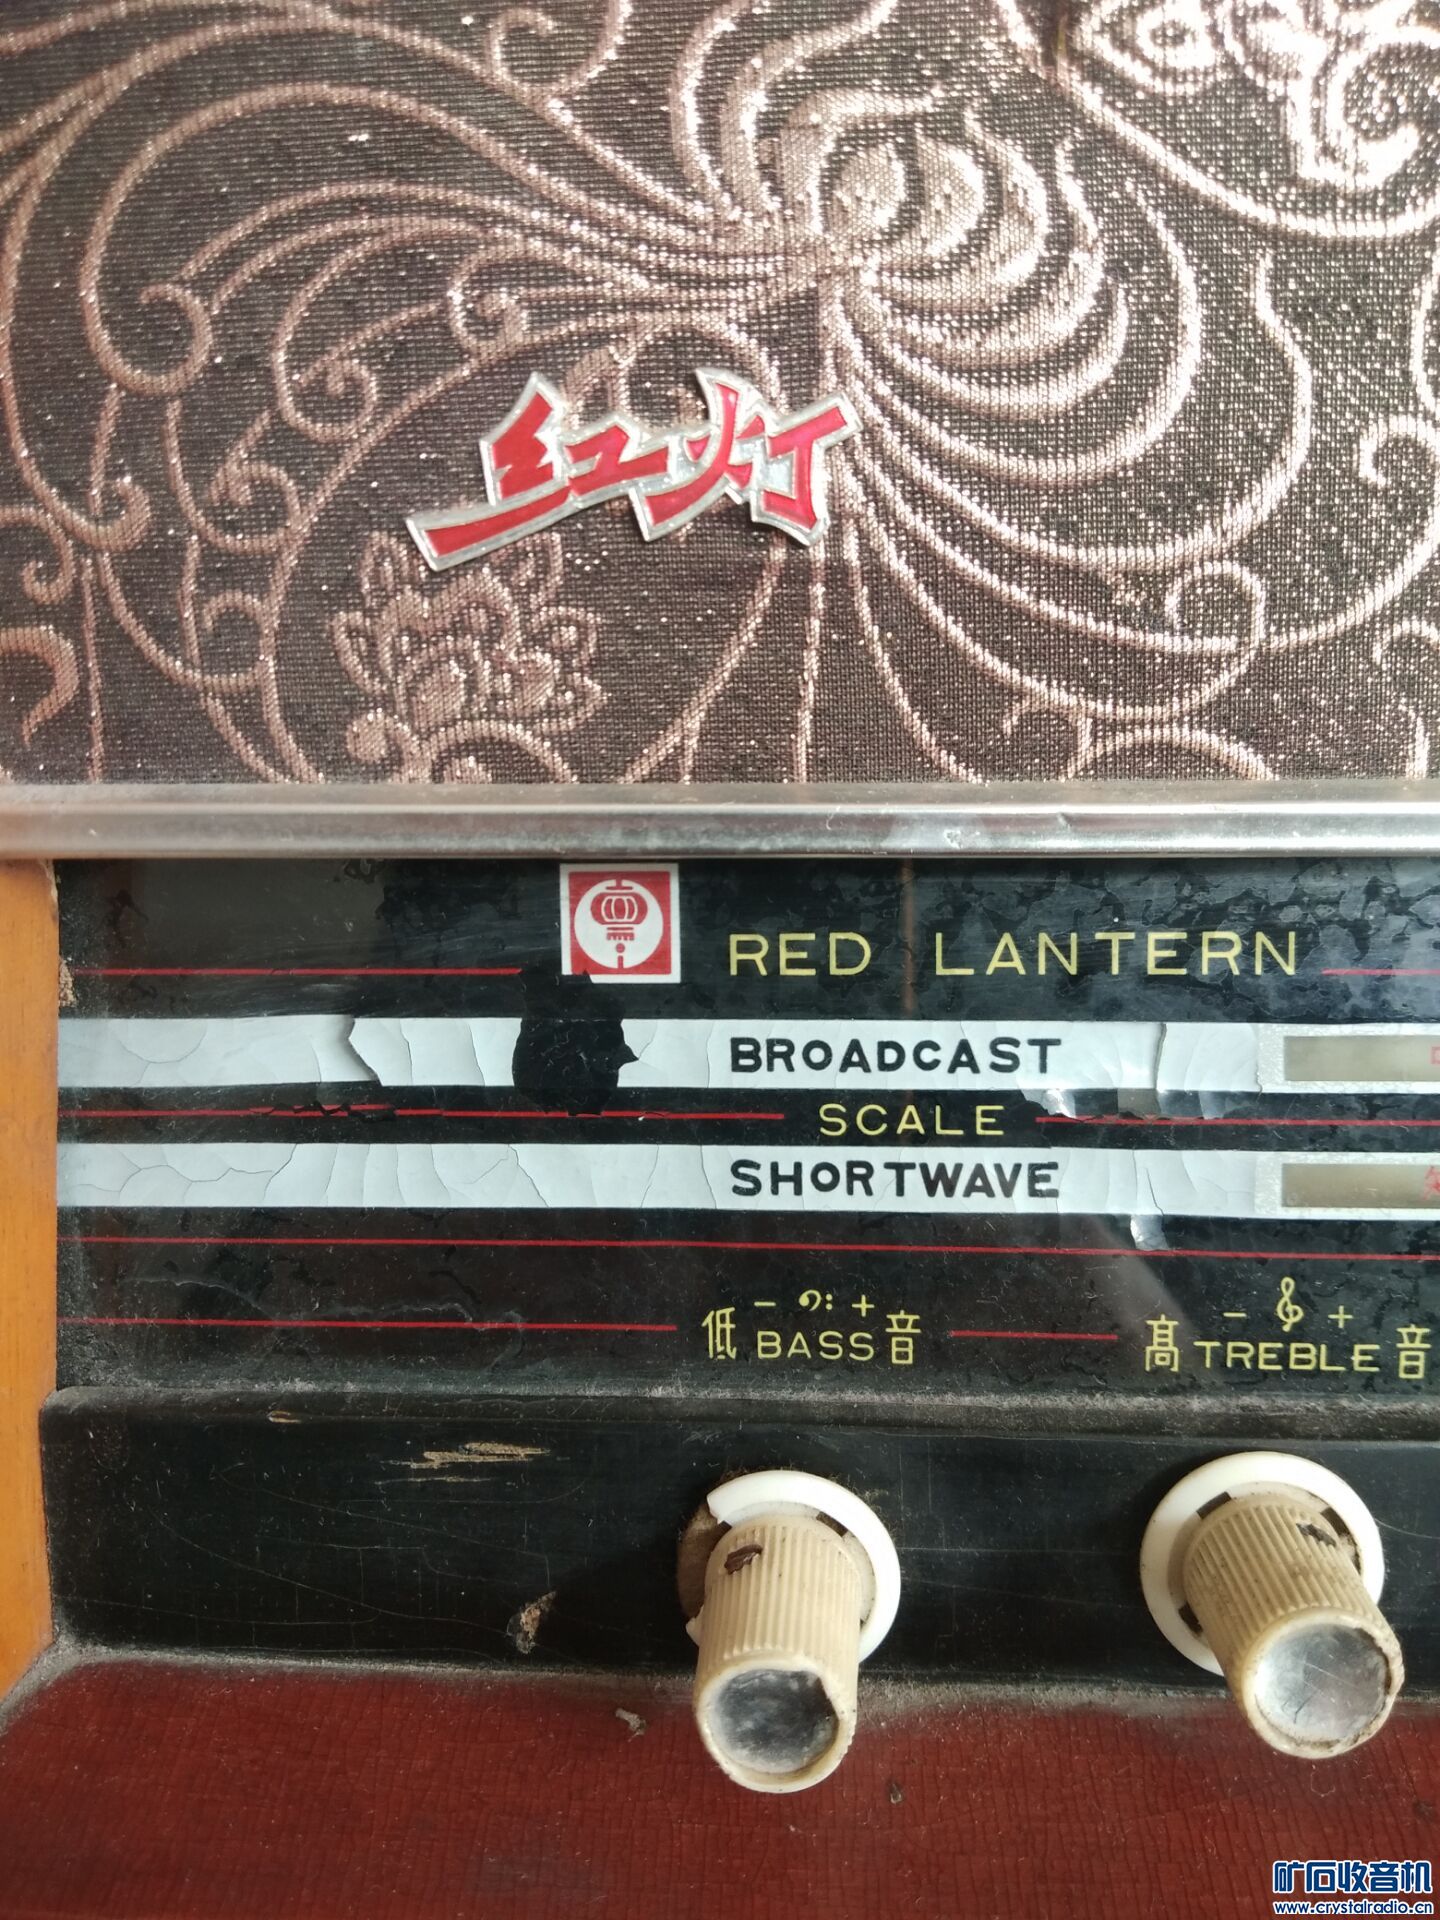 红灯
RED LANTERN
BROADCAST
SCALE
SHORTWAVE
低 - + 音
BASS
高 - + 音
TREBLE
矿石收音机
www.crystalradio.cn